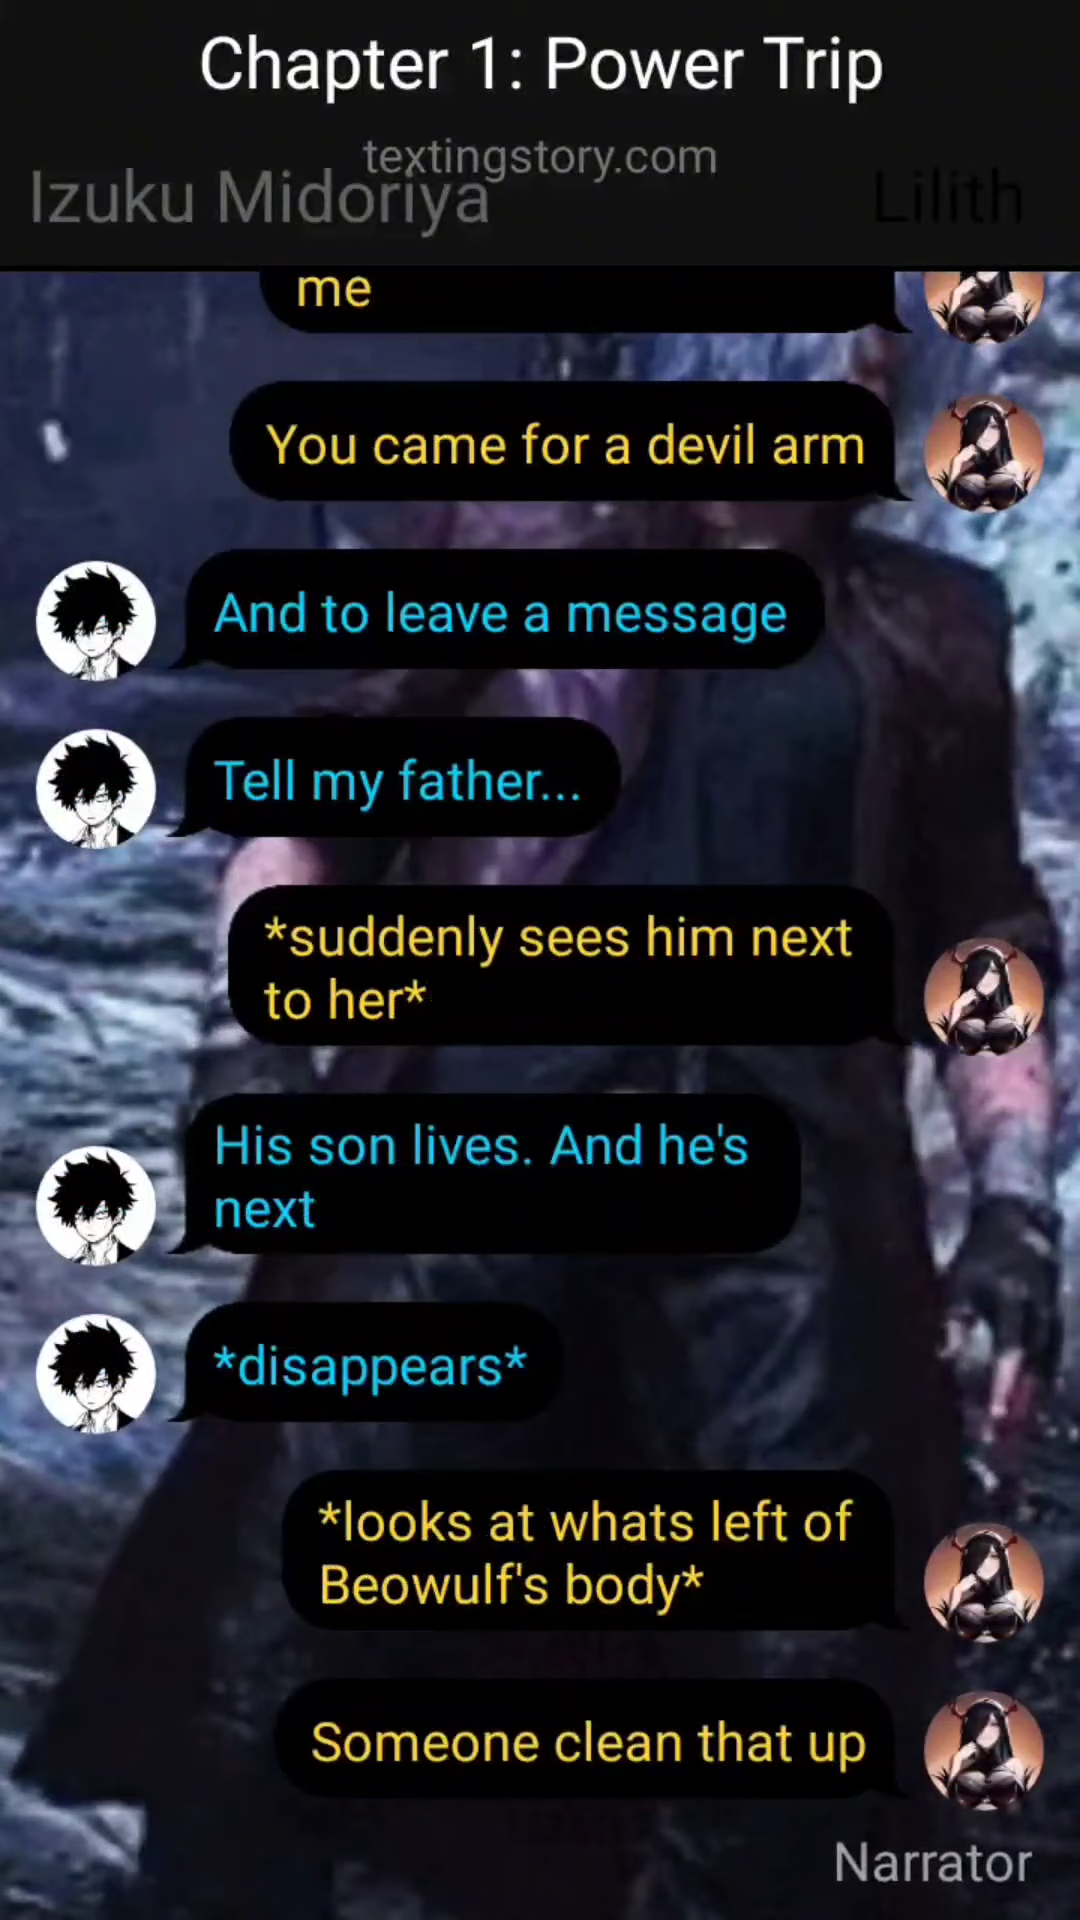 Chapter 1: Power Trip
textingstory.com
Izuku Midoriya
Lilith
me
You came for a devil arm
And to leave a message
Tell my father...
*suddenly sees him next
to her*
His son lives. And he's
next
*disappears*
*looks at whats left of
Beowulf's body*
Someone clean that up
Narrator